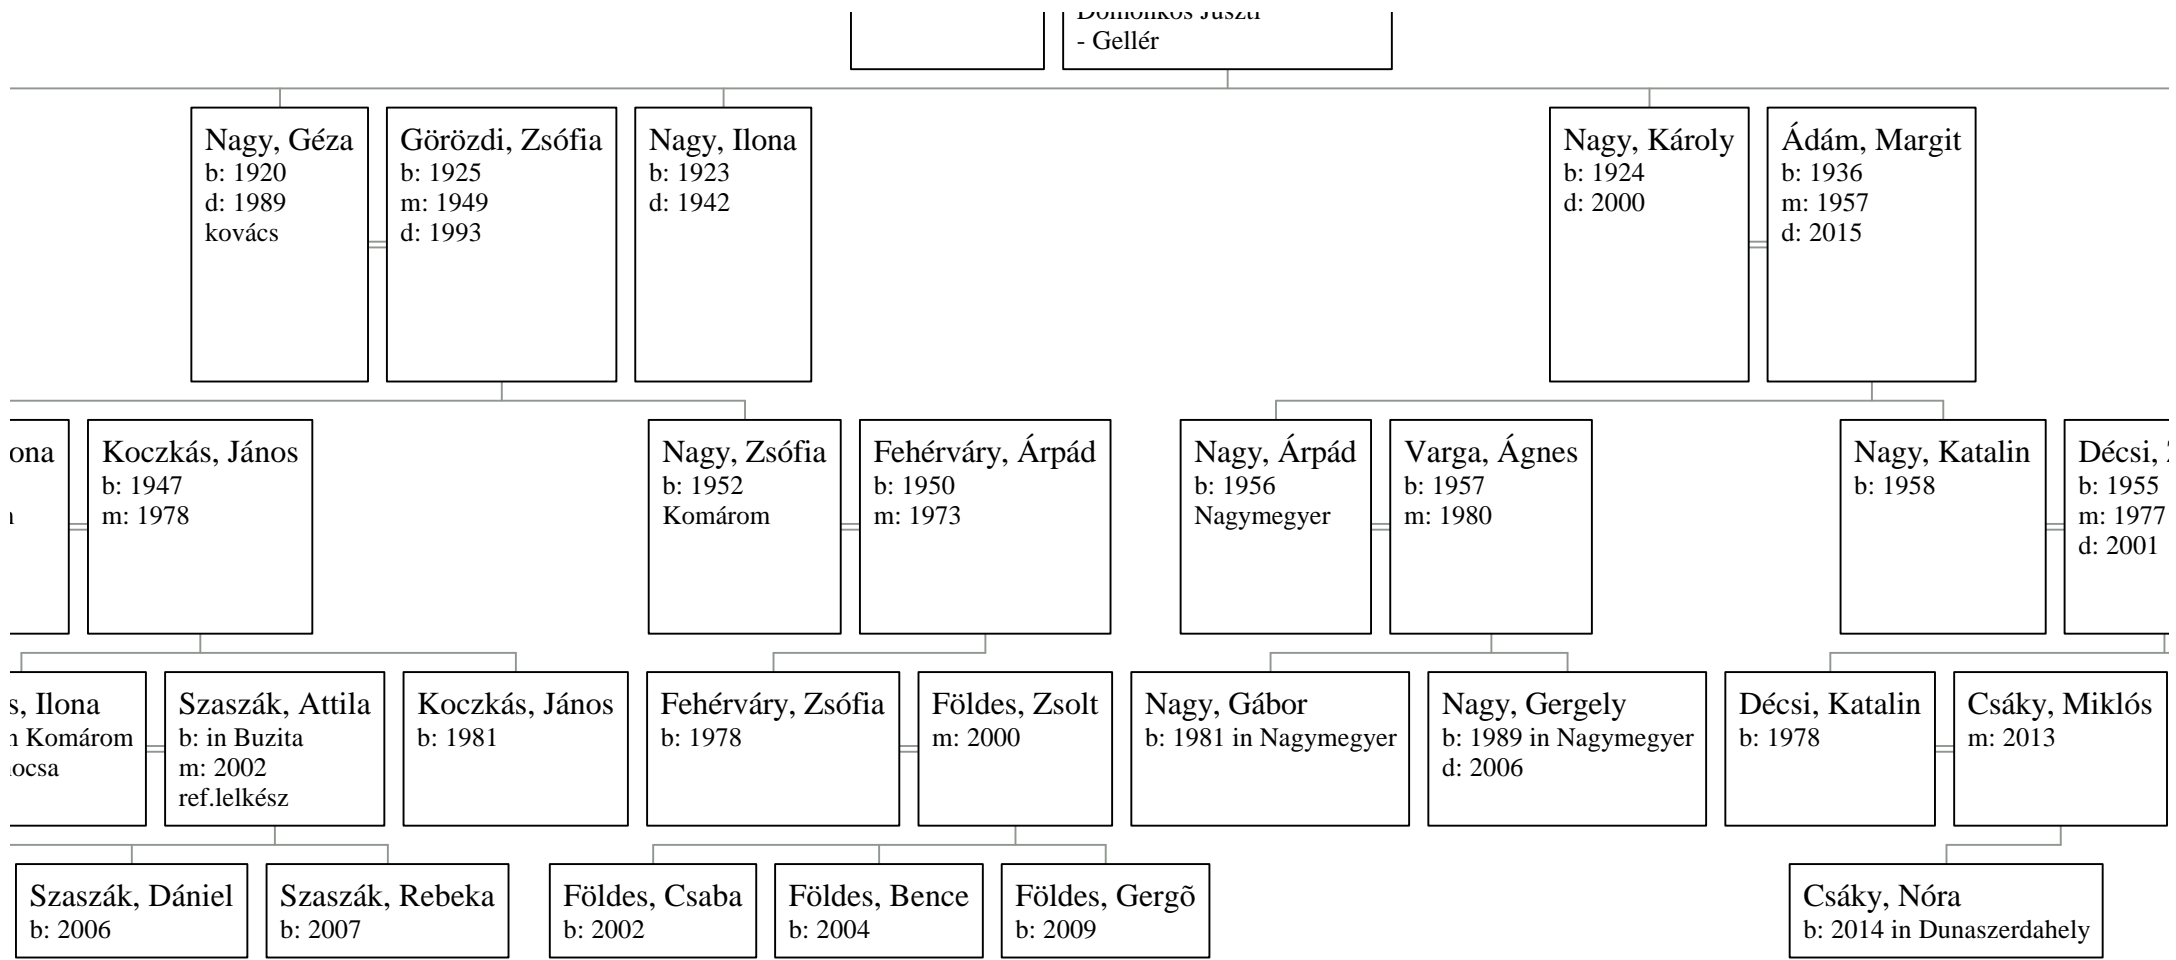 - Gellér
Nagy, Géza
b: 1920
d: 1989
kovács
Görözdi, Zsófia
b: 1925
m: 1949
d: 1993
Nagy, Ilona
b: 1923
d: 1942
Nagy, Károly
b: 1924
d: 2000
Ádám, Margit
b: 1936
m: 1957
d: 2015
Koczkás, János
b: 1947
m: 1978
Nagy, Zsófia
b: 1952
Komárom
Fehérváry, Árpád
b: 1950
m: 1973
Nagy, Árpád
b: 1956
Nagymegyer
Varga, Ágnes
b: 1957
m: 1980
Nagy, Katalin
b: 1958
Décsi,
b: 1955
m: 1977
d: 2001
Ilona
Komárom
Szaszák, Attila
b: in Buzita
m: 2002
ref.lelkész
Koczkás, János
b: 1981
Fehérváry, Zsófia
b: 1978
Földes, Zsolt
m: 2000
Nagy, Gábor
b: 1981 in Nagymegyer
Nagy, Gergely
b: 1989 in Nagymegyer
d: 2006
Décsi, Katalin
b: 1978
Csáky, Miklós
m: 2013
Szaszák, Dániel
b: 2006
Szaszák, Rebeka
b: 2007
Földes, Csaba
b: 2002
Földes, Bence
b: 2004
Földes, Gergõ
b: 2009
Csáky, Nóra
b: 2014 in Dunaszerdahely